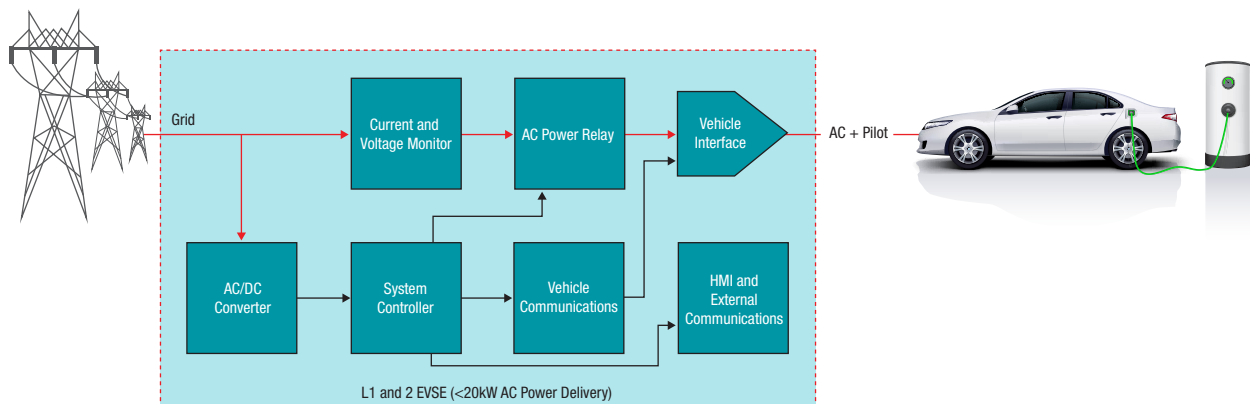 Grid
Current and
Voltage Monitor
AC Power Relay
Vehicle
Interface
AC + Pilot
AC/DC
Converter
System
Controller
Vehicle
Communications
HMI and
External
Communications
L1 and 2 EVSE (<20kW AC Power Delivery)